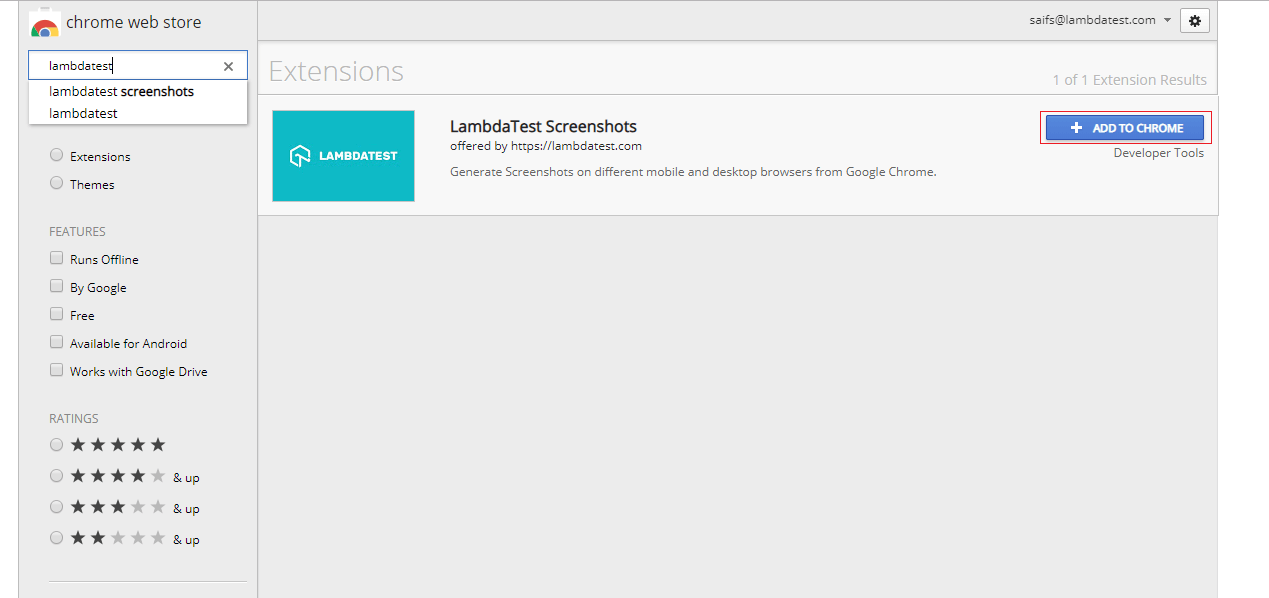 chrome web store
saifs@lambdatest.com
lambdatest
lambdatest screenshots
lambdatest
Extensions
Themes
FEATURES
Runs Offline
By Google
Free
Available for Android
Works with Google Drive
RATINGS
& up
& up
& up
Extensions
1 of 1 Extension Results
LAMBDATEST
LambdaTest Screenshots
offered by https://lambdatest.com
Generate Screenshots on different mobile and desktop browsers from Google Chrome.
ADD TO CHROME
Developer Tools